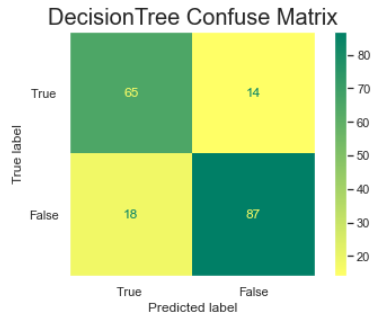 DecisionTree Confuse Matrix
True label
True
65
14
False
18
87
True
False
Predicted label
80
70
60
50
40
30
20